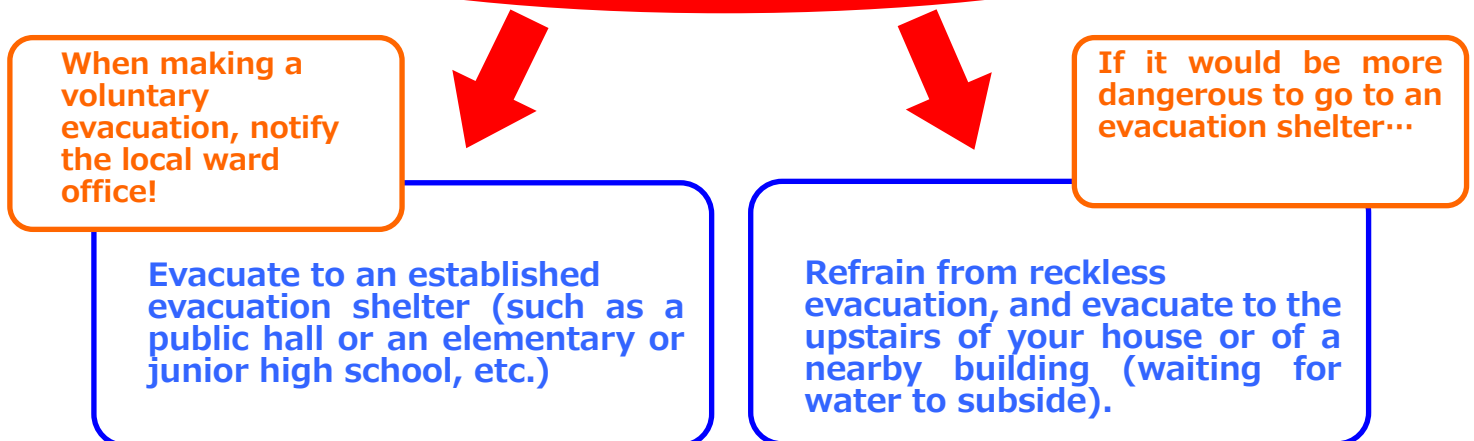 When making a
voluntary
evacuation, notify
the local ward
office!
Evacuate to an established
evacuation shelter (such as a
public hall or an elementary or
junior high school, etc.)
If it would be more
dangerous to go to an
evacuation shelter…
Refrain from reckless
evacuation, and evacuate to the
upstairs of your house or of a
nearby building (waiting for
water to subside).